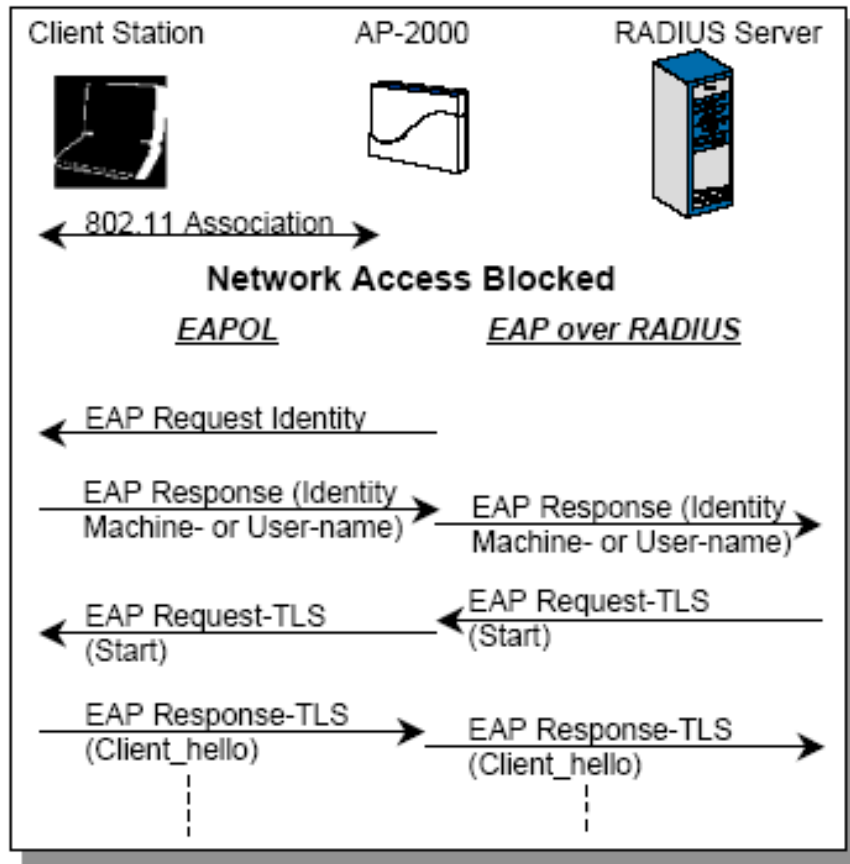 Client Station AP-2000 RADIUS Server
802.11 Association
Network Access Blocked
EAPOL EAP over RADIUS
EAP Request Identity
EAP Response (Identity
Machine- or User-name)
EAP Response (Identity
Machine- or User-name)
EAP Request-TLS
(Start)
EAP Request-TLS
(Start)
EAP Response-TLS
(Client_hello)
EAP Response-TLS
(Client_hello)